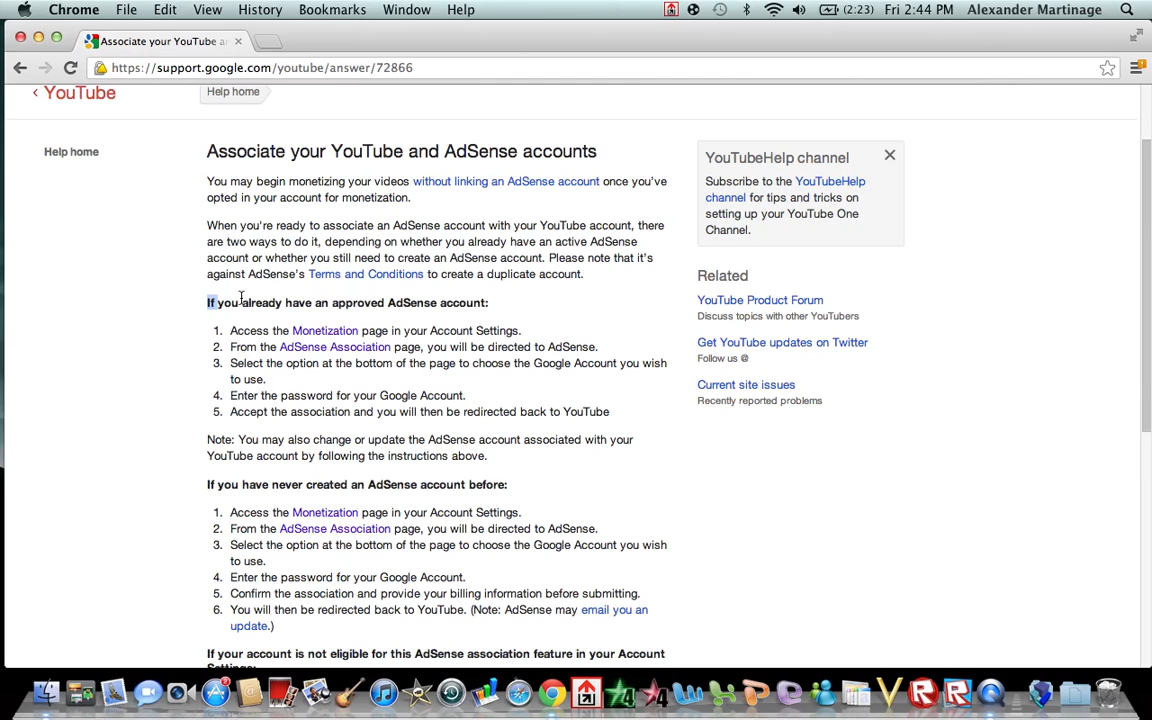 Chrome File Edit View History Bookmarks Window Help (2:23) Fri 2:44 PM Alexander Martinage
Associate your YouTube a
https://support.google.com/youtube/answer/72866
‹ YouTube Help home
Help home
Associate your YouTube and AdSense accounts
You may begin monetizing your videos without linking an AdSense account once you've
opted in your account for monetization.
When you're ready to associate an AdSense account with your YouTube account, there
are two ways to do it, depending on whether you already have an active AdSense
account or whether you still need to create an AdSense account. Please note that it's
against AdSense's Terms and Conditions to create a duplicate account.
If you already have an approved AdSense account:
1. Access the Monetization page in your Account Settings.
2. From the AdSense Association page, you will be directed to AdSense.
3. Select the option at the bottom of the page to choose the Google Account you wish
to use.
4. Enter the password for your Google Account.
5. Accept the association and you will then be redirected back to YouTube
Note: You may also change or update the AdSense account associated with your
YouTube account by following the instructions above.
If you have never created an AdSense account before:
1. Access the Monetization page in your Account Settings.
2. From the AdSense Association page, you will be directed to AdSense.
3. Select the option at the bottom of the page to choose the Google Account you wish
to use.
4. Enter the password for your Google Account.
5. Confirm the association and provide your billing information before submitting.
6. You will then be redirected back to YouTube. (Note: AdSense may email you an
update.)
If your account is not eligible for this AdSense association feature in your Account
Settings:
YouTubeHelp channel
Subscribe to the YouTubeHelp
channel for tips and tricks on
setting up your YouTube One
Channel.
Related
YouTube Product Forum
Discuss topics with other YouTubers
Get YouTube updates on Twitter
Follow us @
Current site issues
Recently reported problems